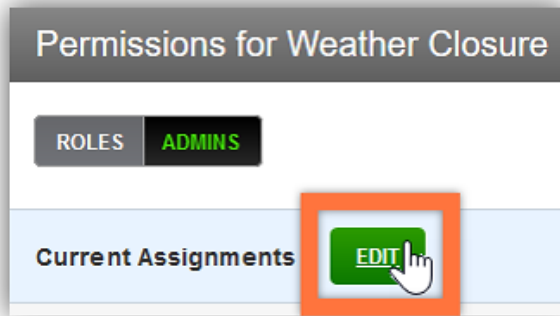 Permissions for Weather Closure
ROLES ADMINS
Current Assignments EDIT